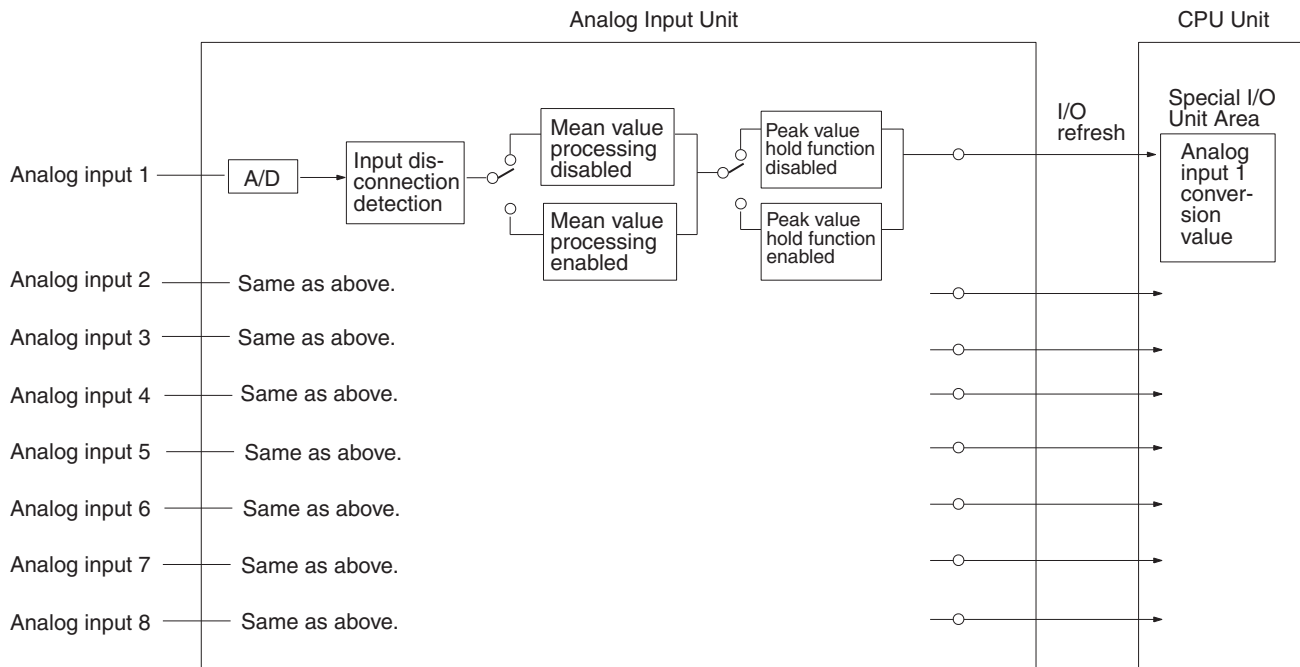 Analog Input Unit
CPU Unit
I/O
refresh
Special I/O
Unit Area
Analog input 1
A/D
Input dis-
connection
detection
Mean value
processing
disabled
Mean value
processing
enabled
Peak value
hold function
disabled
Peak value
hold function
enabled
Analog
input 1
conver-
sion
value
Analog input 2
Same as above.
Analog input 3
Same as above.
Analog input 4
Same as above.
Analog input 5
Same as above.
Analog input 6
Same as above.
Analog input 7
Same as above.
Analog input 8
Same as above.